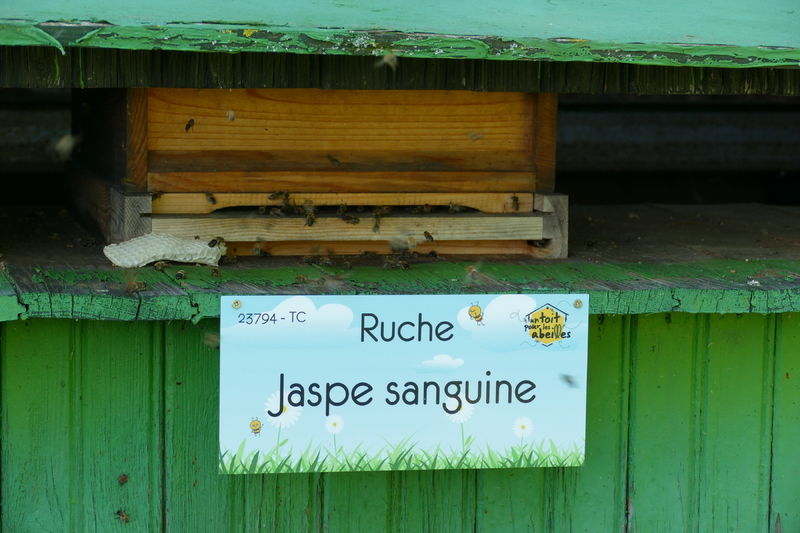 23794 - TC
Ruche
un toit
pour les
abeilles
Jaspe sanguine